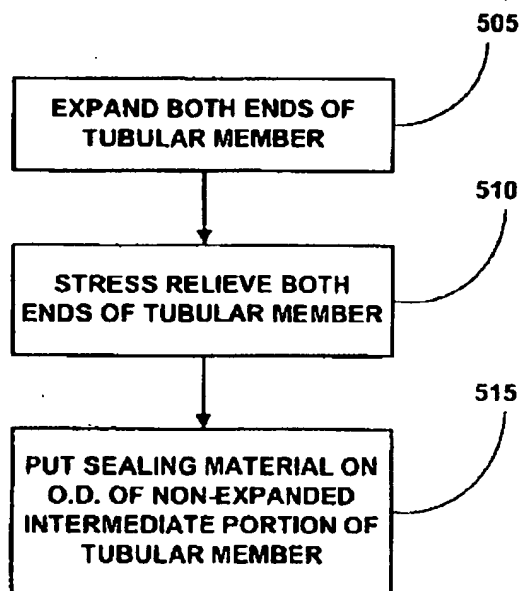 505
EXPAND BOTH ENDS OF
TUBULAR MEMBER
510
STRESS RELIEVE BOTH
ENDS OF TUBULAR MEMBER
515
PUT SEALING MATERIAL ON
O.D. OF NON-EXPANDED
INTERMEDIATE PORTION OF
TUBULAR MEMBER